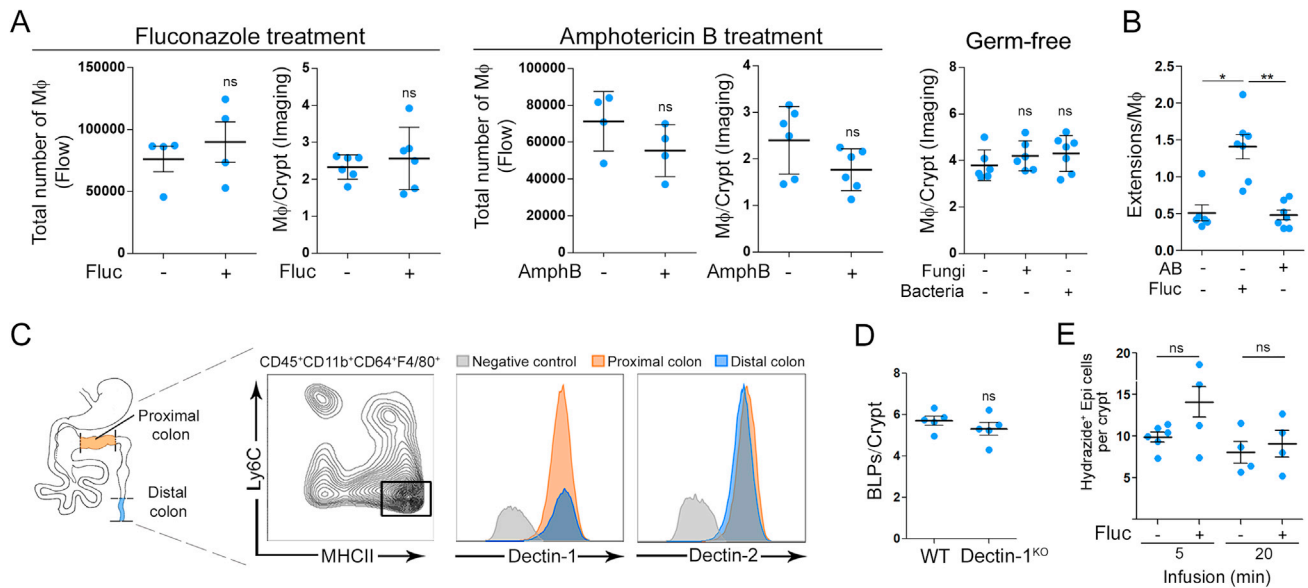 A
Fluconazole treatment
Total number of Mϕ
(Flow)
150000
100000
50000
0
ns
Fluc
-
+
Mϕ/Crypt (Imaging)
5
4
3
2
1
0
ns
Fluc
-
+
Amphotericin B treatment
Total number of Mϕ
(Flow)
100000
80000
60000
40000
20000
0
ns
AmphB
-
+
Mϕ/Crypt (Imaging)
4
3
2
1
0
ns
AmphB
-
+
Germ-free
Mϕ/Crypt (Imaging)
8
6
4
2
0
ns
ns
Fungi
-
+
-
Bacteria
-
-
+
B
Extensions/Mϕ
2.5
2.0
1.5
1.0
0.5
0.0
*
**
AB
-
-
+
Fluc
-
+
-
C
Proximal
colon
Distal
colon
CD45⁺CD11b⁺CD64⁺F4/80⁺
Ly6C
MHCII
Negative control
Proximal colon
Distal colon
Dectin-1
Dectin-2
D
BLPs/Crypt
8
6
4
2
0
ns
WT
Dectin-1ᴷᴼ
E
Hydrazide⁺ Epi cells
per crypt
20
15
10
5
ns
ns
Fluc
-
+
-
+
5
20
Infusion (min)